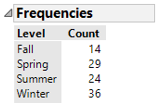 Frequencies
Level Count
Fall 14
Spring 29
Summer 24
Winter 36